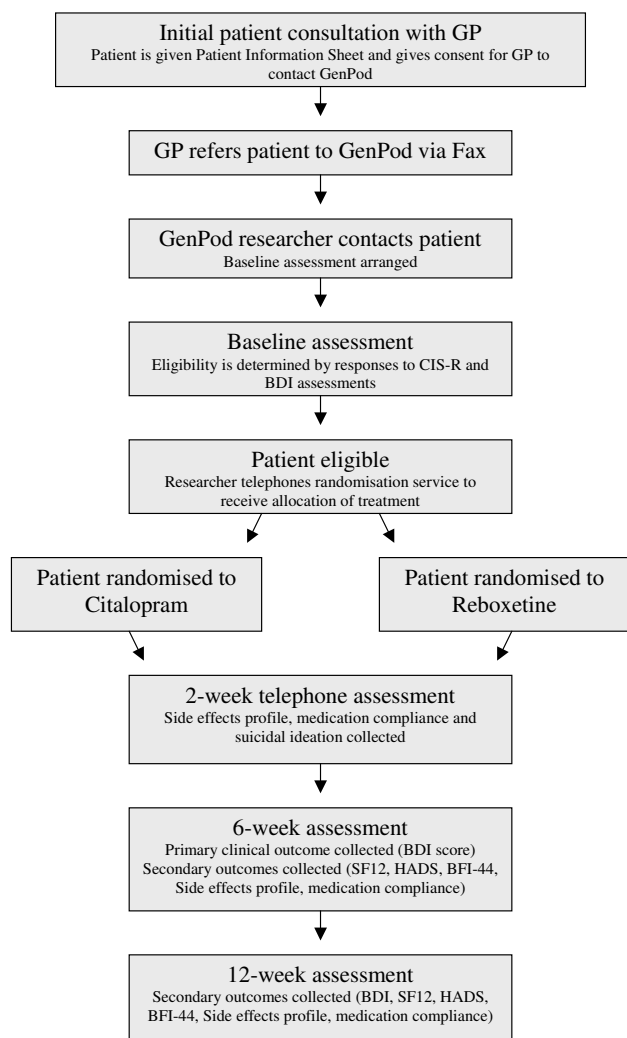 Initial patient consultation with GP
Patient is given Patient Information Sheet and gives consent for GP to
contact GenPod
GP refers patient to GenPod via Fax
GenPod researcher contacts patient
Baseline assessment arranged
Baseline assessment
Eligibility is determined by responses to CIS-R and
BDI assessments
Patient eligible
Researcher telephones randomisation service to
receive allocation of treatment
Patient randomised to
Citalopram
Patient randomised to
Reboxetine
2-week telephone assessment
Side effects profile, medication compliance and
suicidal ideation collected
6-week assessment
Primary clinical outcome collected (BDI score)
Secondary outcomes collected (SF12, HADS, BFI-44,
Side effects profile, medication compliance)
12-week assessment
Secondary outcomes collected (BDI, SF12, HADS,
BFI-44, Side effects profile, medication compliance)